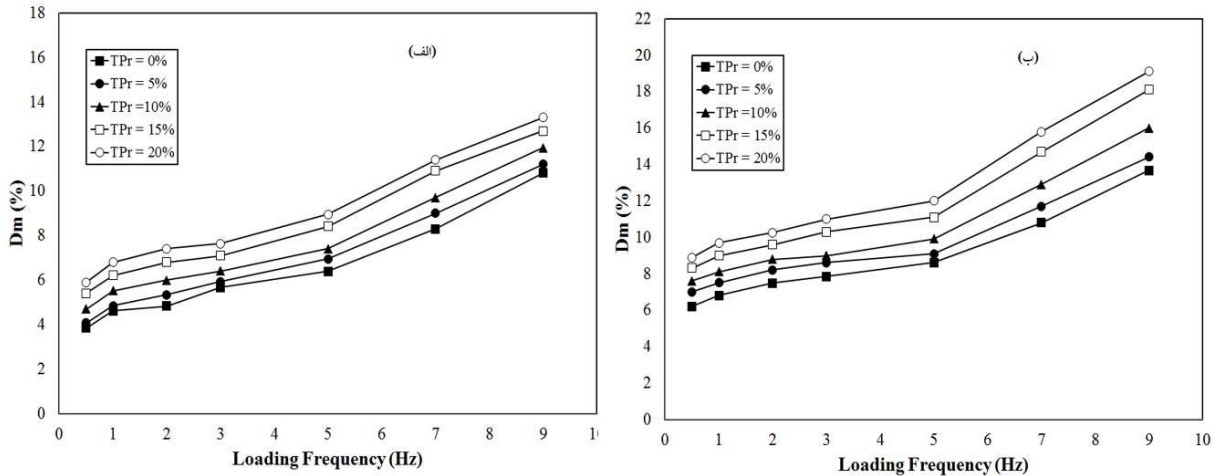 18
16
14
12
10
8
6
4
2
0
Dm (%)
(الف)
TPr = 0%
TPr = 5%
TPr =10%
TPr = 15%
TPr = 20%
0 1 2 3 4 5 6 7 8 9 1
Loading Frequency (Hz)
22
20
18
16
14
12
10
8
6
4
2
0
Dm (%)
(ب)
TPr = 0%
TPr = 5%
TPr =10%
TPr = 15%
TPr = 20%
0 1 2 3 4 5 6 7 8 9 10
Loading Frequency (Hz)